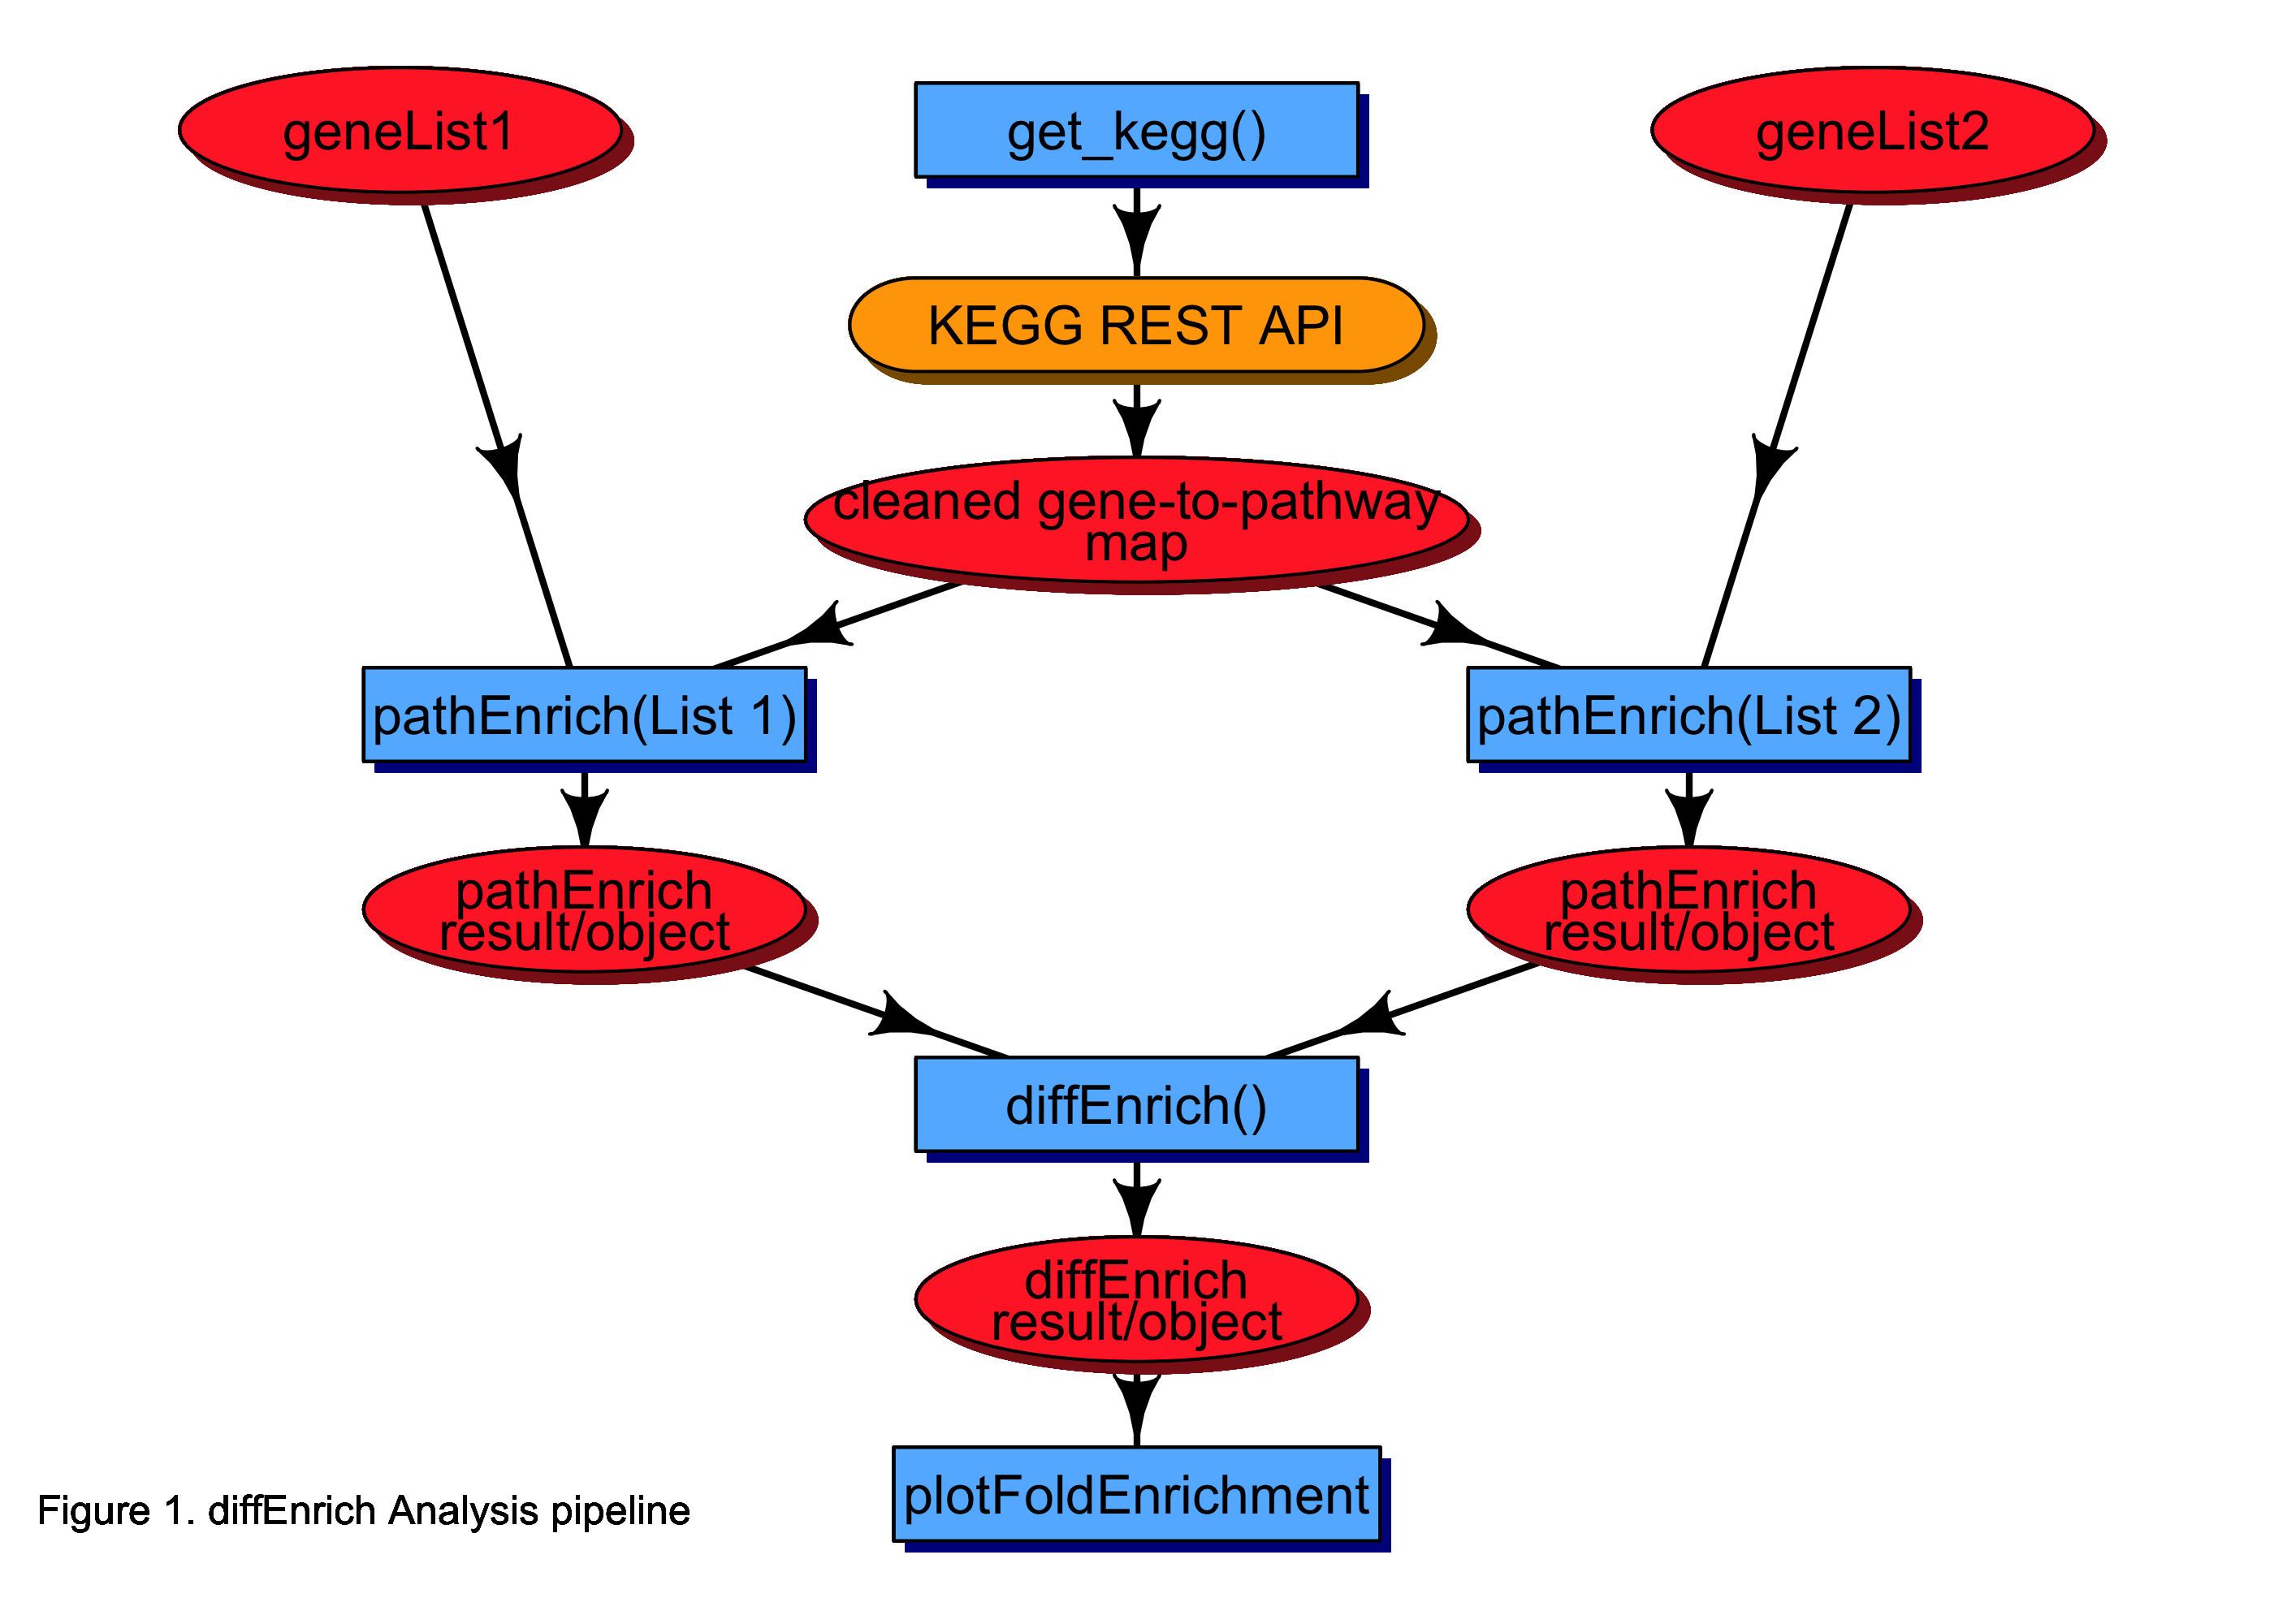 geneList1
get_kegg()
geneList2
KEGG REST API
cleaned gene-to-pathway
map
pathEnrich(List 1)
pathEnrich(List 2)
pathEnrich
result/object
pathEnrich
result/object
diffEnrich()
diffEnrich
result/object
plotFoldEnrichment
Figure 1. diffEnrich Analysis pipeline